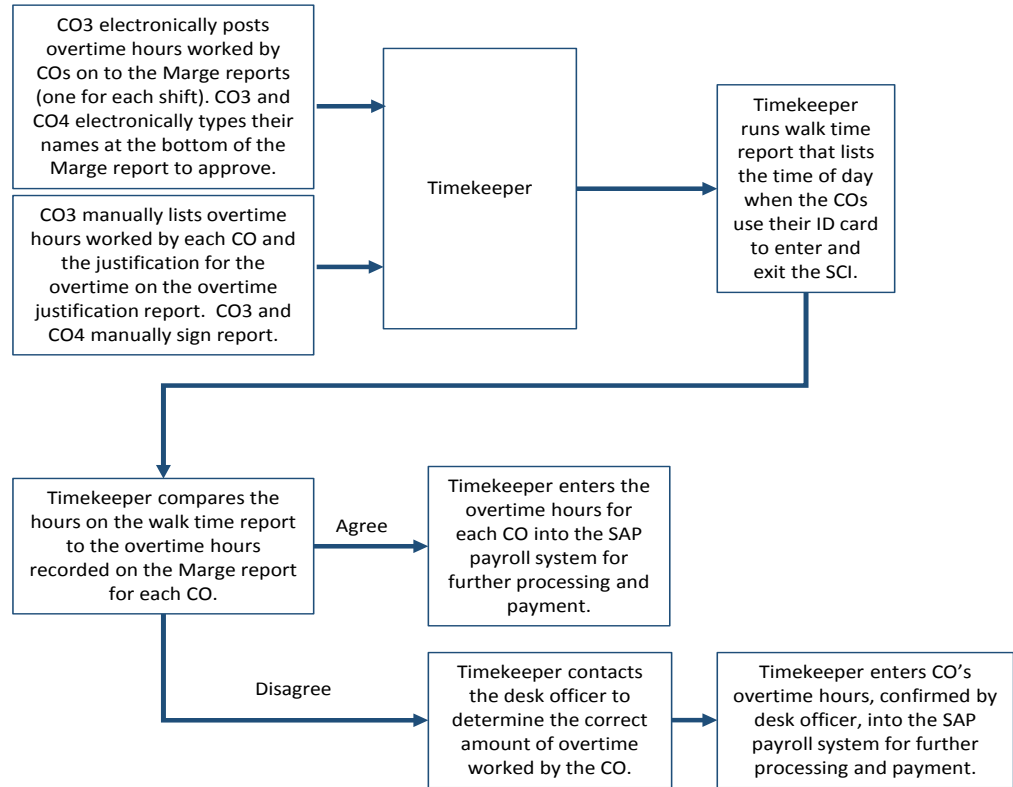 CO3 electronically posts
overtime hours worked by
COs on to the Marge reports
(one for each shift). CO3 and
CO4 electronically types their
names at the bottom of the
Marge report to approve.
CO3 manually lists overtime
hours worked by each CO and
the justification for the
overtime on the overtime
justification report.  CO3 and
CO4 manually sign report.
Timekeeper
Timekeeper
runs walk time
report that lists
the time of day
when the COs
use their ID card
to enter and
exit the SCI.
Timekeeper compares the
hours on the walk time report
to the overtime hours
recorded on the Marge report
for each CO.
Agree
Timekeeper enters the
overtime hours for
each CO into the SAP
payroll system for
further processing and
payment.
Disagree
Timekeeper contacts
the desk officer to
determine the correct
amount of overtime
worked by the CO.
Timekeeper enters CO’s
overtime hours, confirmed by
desk officer, into the SAP
payroll system for further
processing and payment.